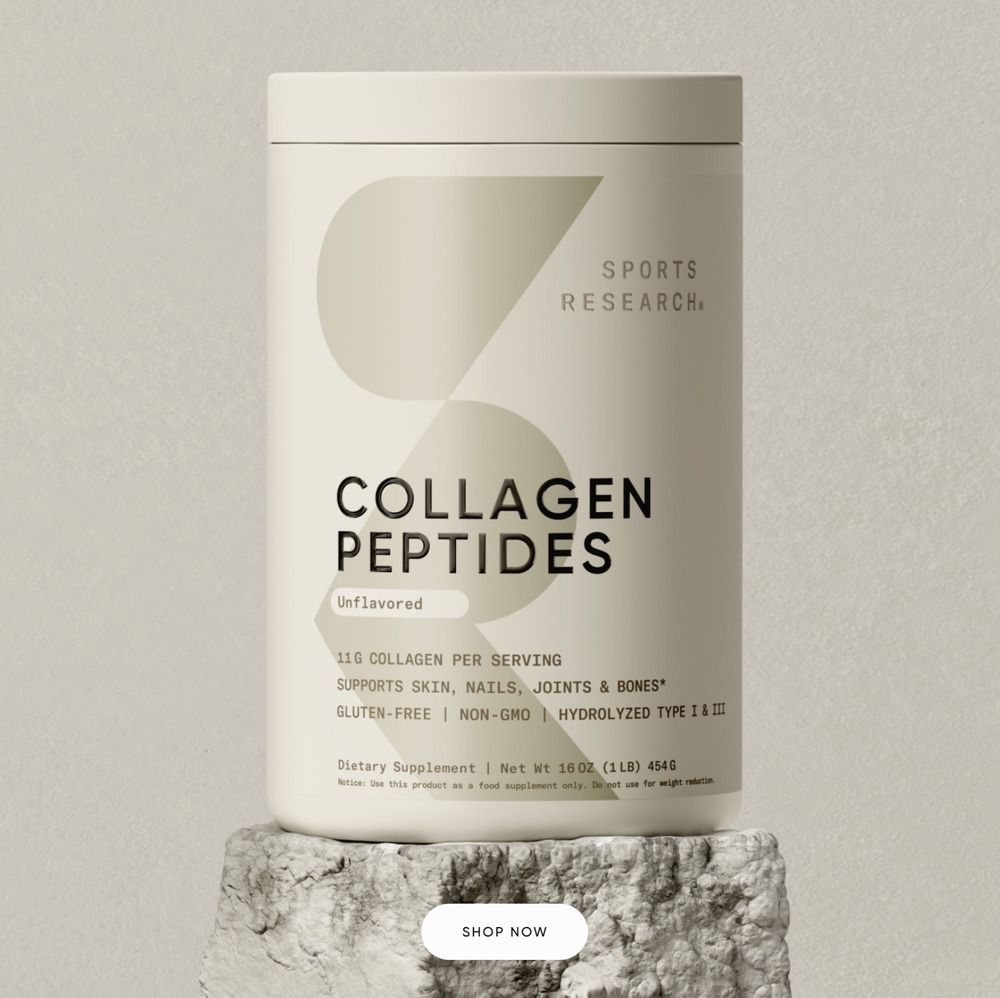 SPORTS
RESEARCH®
COLLAGEN
PEPTIDES
Unflavored
11G COLLAGEN PER SERVING
SUPPORTS SKIN, NAILS, JOINTS & BONES*
GLUTEN-FREE | NON-GMO | HYDROLYZED TYPE I & III
Dietary Supplement | Net Wt 16OZ (1LB) 454G
Notice: Use this product as a food supplement only. Do not use for weight reduction.
SHOP NOW